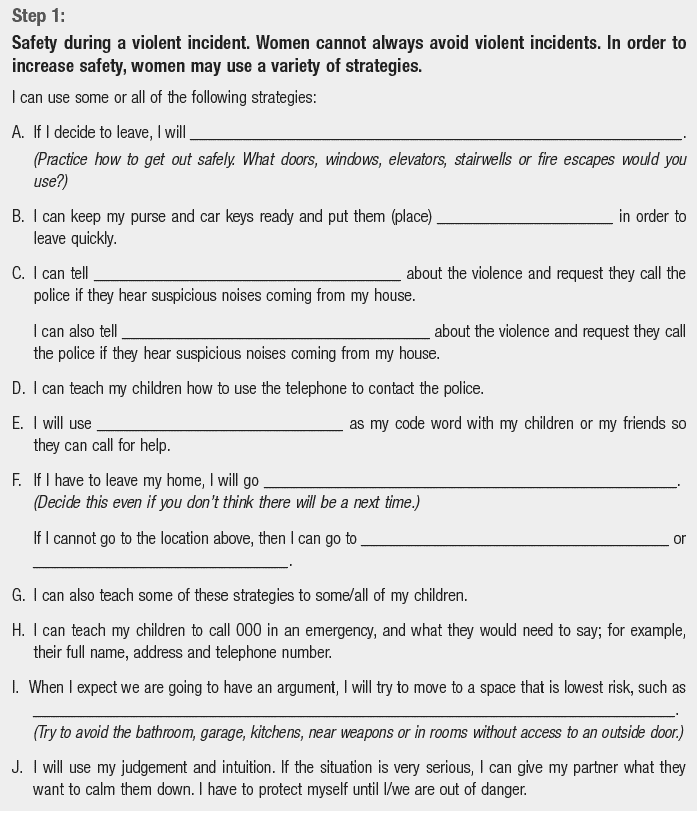 Step 1:
Safety during a violent incident. Women cannot always avoid violent incidents. In order to
increase safety, women may use a variety of strategies.
I can use some or all of the following strategies:
A. If I decide to leave, I will ______________________________.
(Practice how to get out safely. What doors, windows, elevators, stairwells or fire escapes would you
use?)
B. I can keep my purse and car keys ready and put them (place) ____________________ in order to
leave quickly.
C. I can tell ______________________________ about the violence and request they call the
police if they hear suspicious noises coming from my house.
I can also tell ______________________________ about the violence and request they call
the police if they hear suspicious noises coming from my house.
D. I can teach my children how to use the telephone to contact the police.
E. I will use _________________________ as my code word with my children or my friends so
they can call for help.
F. If I have to leave my home, I will go ______________________________.
(Decide this even if you don't think there will be a next time.)
If I cannot go to the location above, then I can go to ______________________________ or
_________________________.
G. I can also teach some of these strategies to some/all of my children.
H. I can teach my children to call 000 in an emergency, and what they would need to say; for example,
their full name, address and telephone number.
I. When I expect we are going to have an argument, I will try to move to a space that is lowest risk, such as
______________________________.
(Try to avoid the bathroom, garage, kitchens, near weapons or in rooms without access to an outside door.)
J. I will use my judgement and intuition. If the situation is very serious, I can give my partner what they
want to calm them down. I have to protect myself until I/we are out of danger.